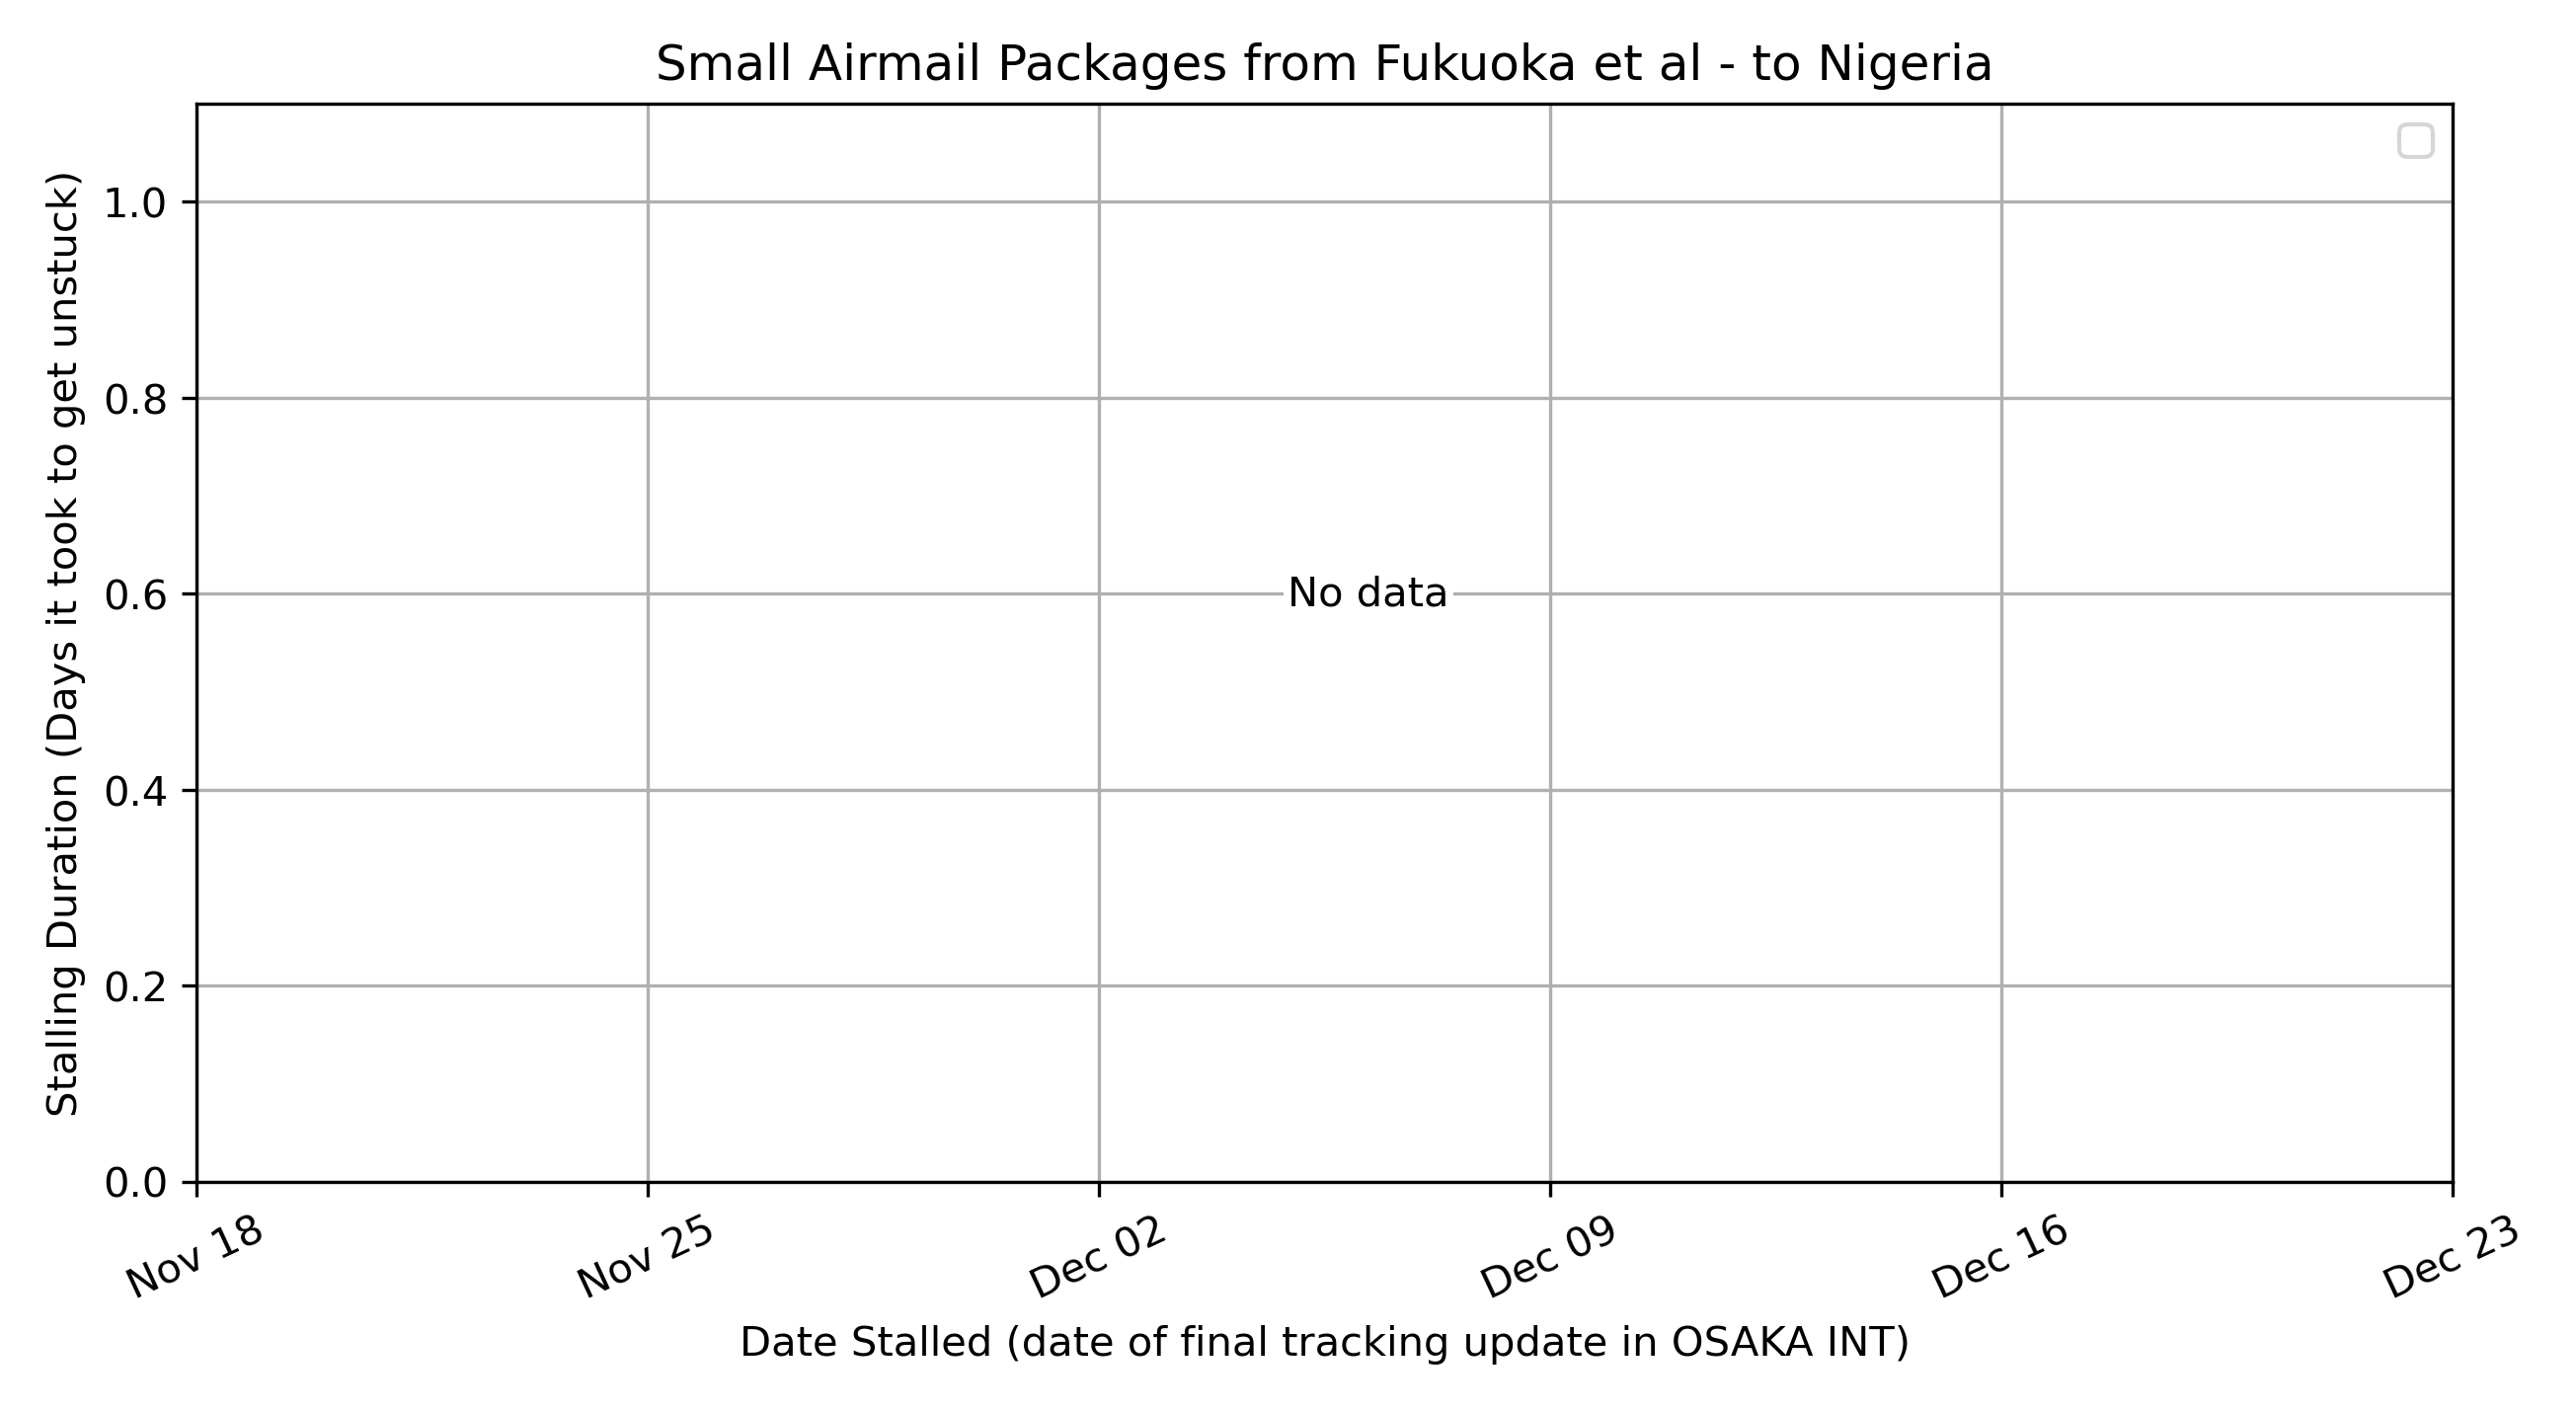 Small Airmail Packages from Fukuoka et al - to Nigeria
Stalling Duration (Days it took to get unstuck)
1.0
0.8
0.6
0.4
0.2
0.0
No data
Nov 18
Nov 25
Dec 02
Dec 09
Dec 16
Dec 23
Date Stalled (date of final tracking update in OSAKA INT)